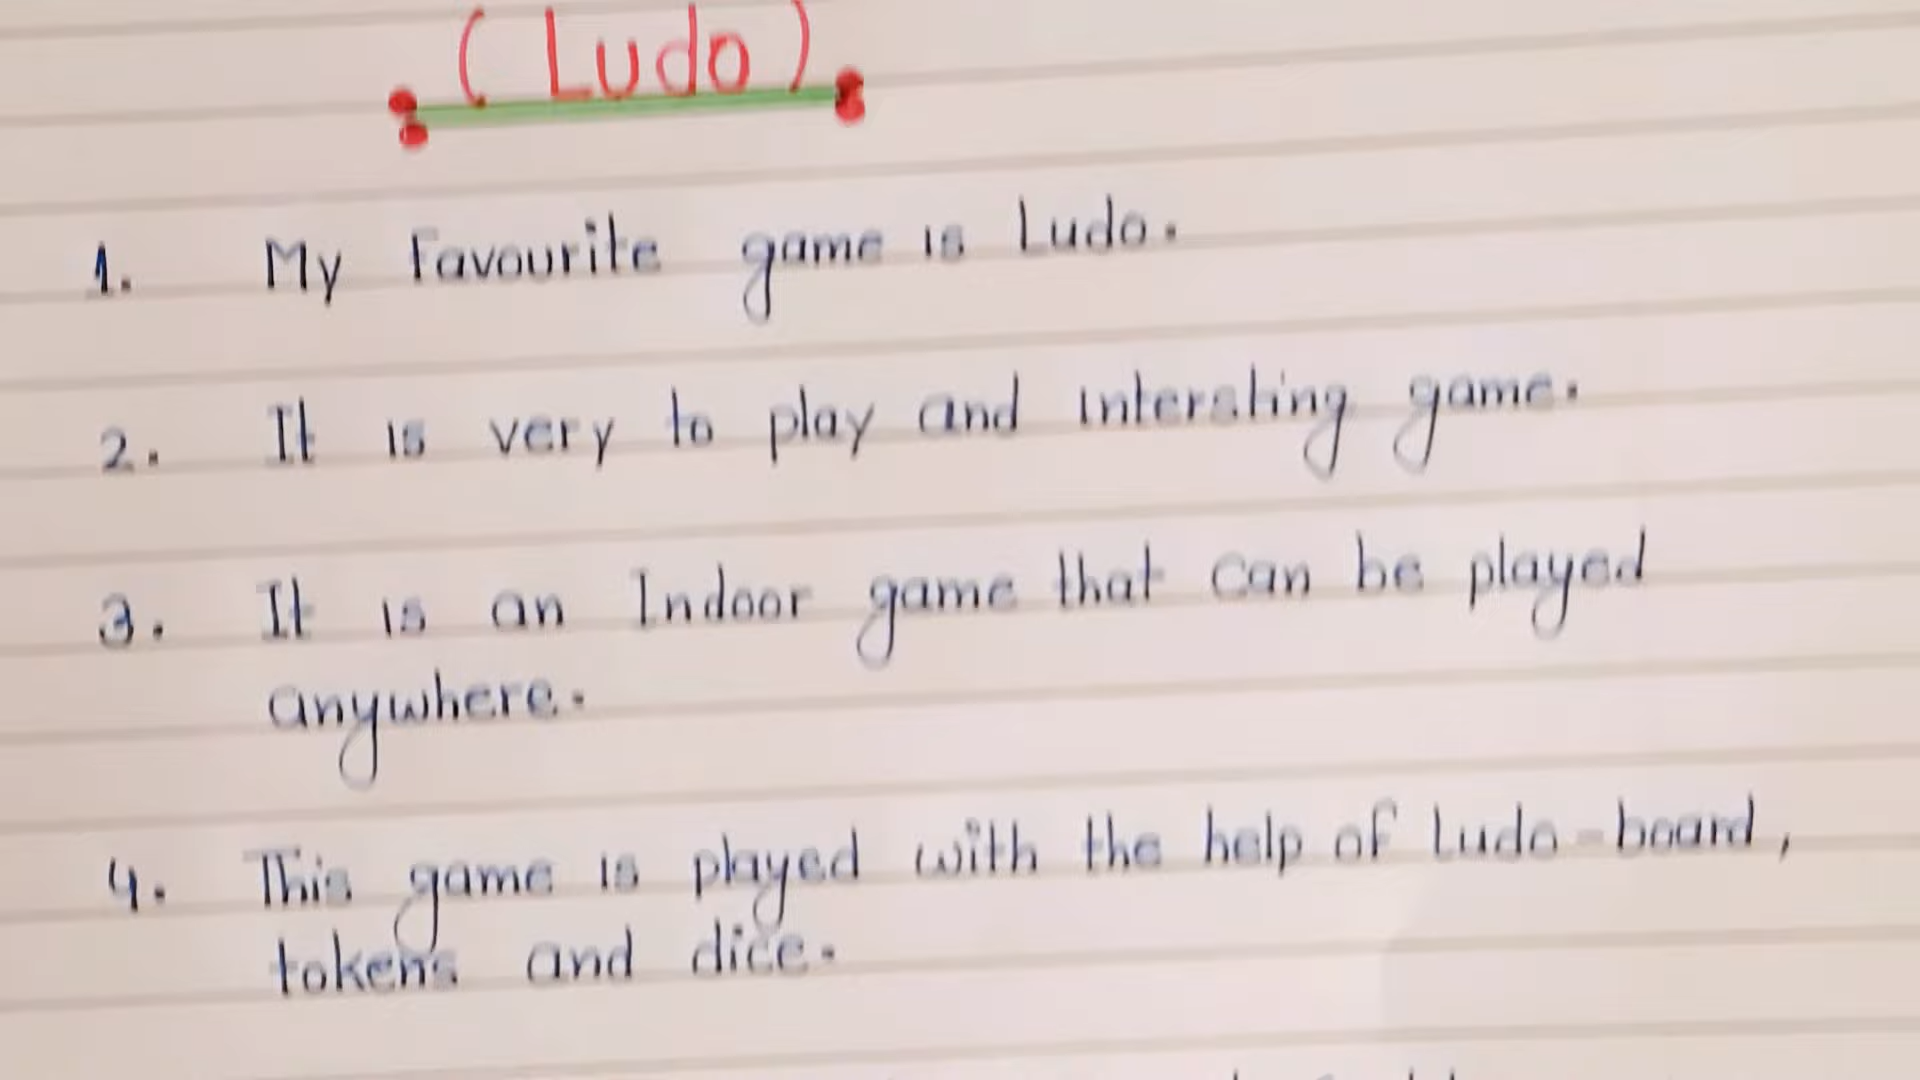 (Ludo)
1. My Favourite game is Ludo.
2. It is very to play and intersting game.
3. It is an Indoor game that can be played
anywhere.
4. This game is played with the help of Ludo-board,
tokens and dice.